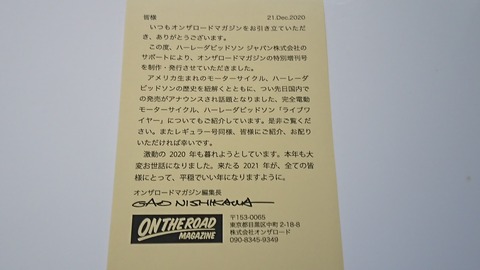 皆様 21.Dec.2020
いつもオンザロードマガジンをお引き立ていただ
き、ありがとうございます。
この度、ハーレーダビッドソン ジャパン株式会社の
サポートにより、オンザロードマガジンの特別増刊号
を制作・発行させていただきました。
アメリカ生まれのモーターサイクル、ハーレーダ
ビッドソンの歴史を紐解くとともに、つい先日国内で
の発売がアナウンスされ話題となりました、完全電動
モーターサイクル、ハーレーダビッドソン「ライブワ
イヤー」についてもご紹介しています。是非ご覧くださ
い。またレギュラー号同様、皆様にご紹介、お配り
いただければ幸いです。
激動の 2020 年も暮れようとしています。本年も大
変お世話になりました。来たる 2021 年が、全ての皆
様にとって、平穏でいい年になりますように。
オンザロードマガジン編集長
GAO NISHIKAWA
ON THE ROAD
MAGAZINE
〒153-0065
東京都目黒区中町 2-18-8
株式会社オンザロード
090-8345-9349